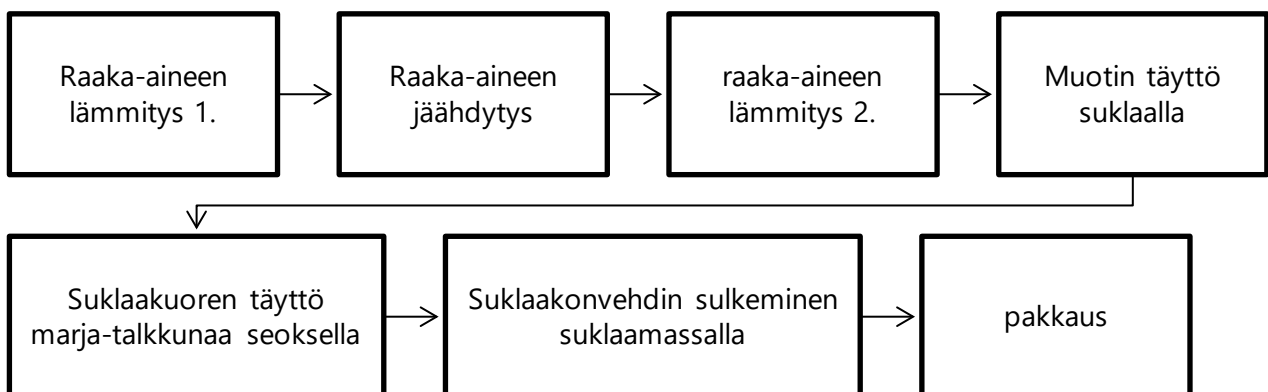 Raaka-aineen
lämmitys 1.
Raaka-aineen
jäähdytys
raaka-aineen
lämmitys 2.
Muotin täyttö
suklaalla
Suklaakuoren täyttö
marja-talkkunaa seoksella
Suklaakonvehdin sulkeminen
suklaamassalla
pakkaus